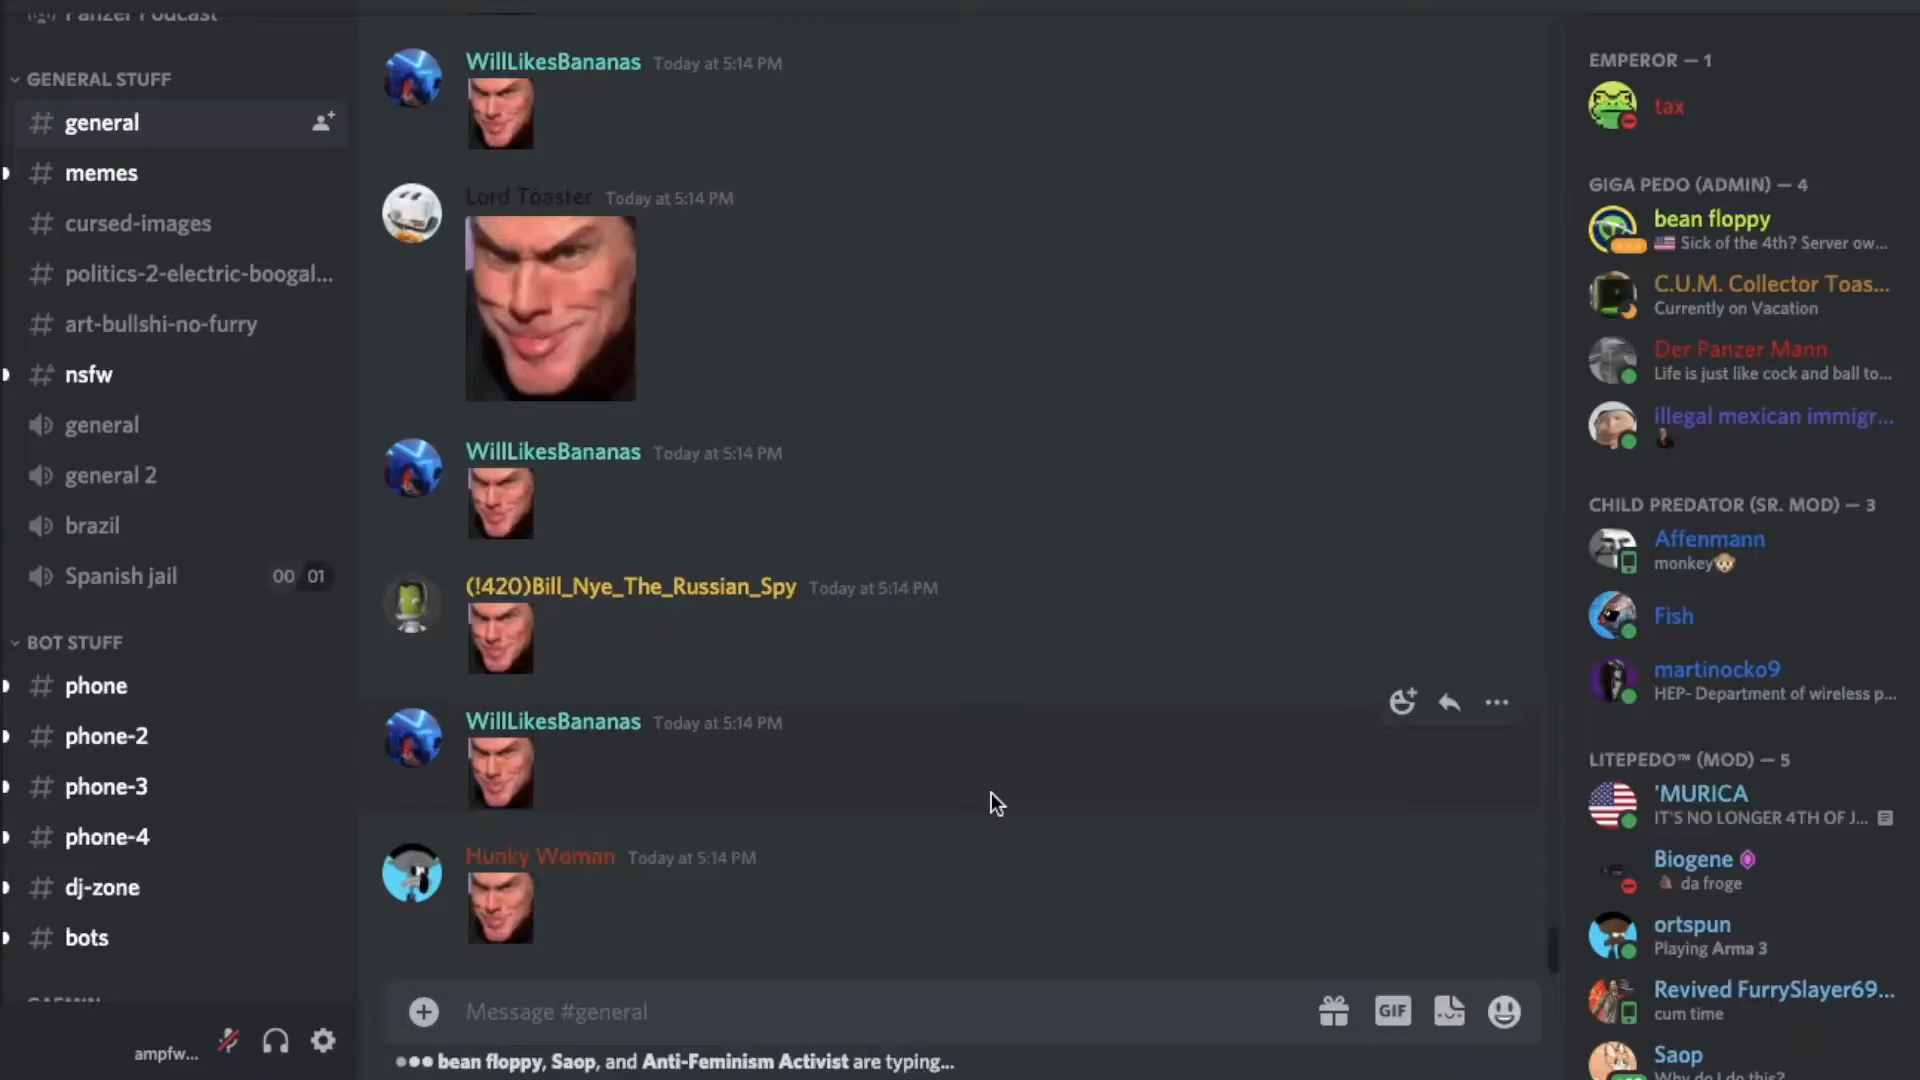 Panzer Podcast
GENERAL STUFF
general
memes
cursed-images
politics-2-electric-boogal...
art-bullshi-no-furry
nsfw
general
general 2
brazil
Spanish jail 00 01
BOT STUFF
phone
phone-2
phone-3
phone-4
dj-zone
bots
ampfw...
WillLikesBananas Today at 5:14 PM
Lord Toaster Today at 5:14 PM
WillLikesBananas Today at 5:14 PM
(!420)Bill_Nye_The_Russian_Spy Today at 5:14 PM
WillLikesBananas Today at 5:14 PM
Hunky Woman Today at 5:14 PM
Message #general
GIF
bean floppy, Saop, and Anti-Feminism Activist are typing...
EMPEROR — 1
tax
GIGA PEDO (ADMIN) — 4
bean floppy
Sick of the 4th? Server ow...
C.U.M. Collector Toas...
Currently on Vacation
Der Panzer Mann
Life is just like cock and ball to...
illegal mexican immigr...
CHILD PREDATOR (SR. MOD) — 3
Affenmann
monkey🐵
Fish
martinocko9
HEP- Department of wireless p...
LITEPEDO™ (MOD) — 5
'MURICA
IT'S NO LONGER 4TH OF J...
Biogene
da froge
ortspun
Playing Arma 3
Revived FurrySlayer69...
cum time
Saop
Why do I do this?